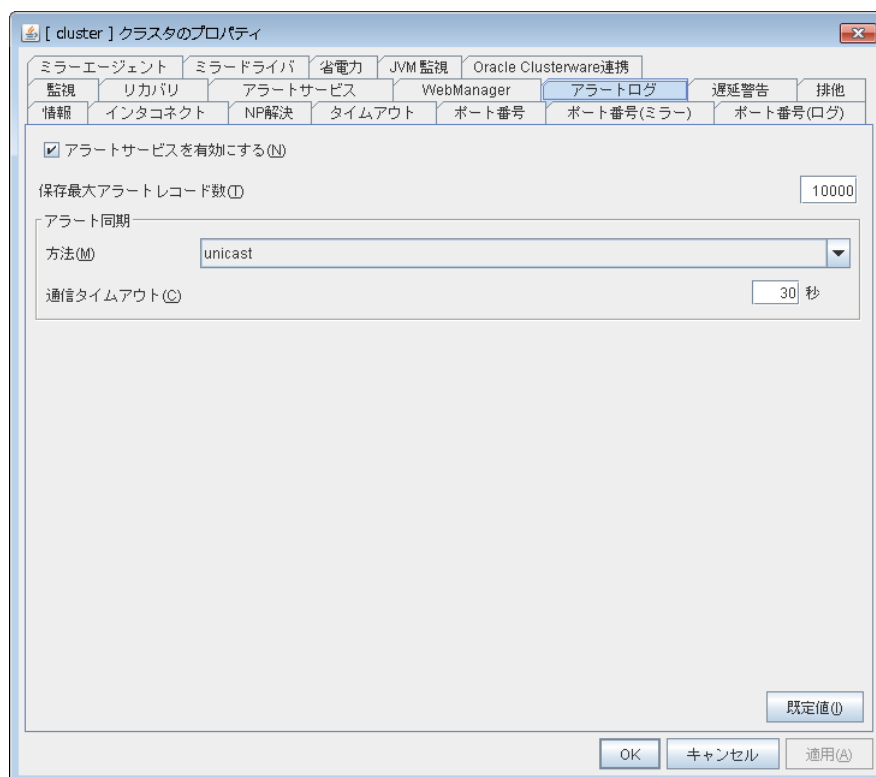 [ cluster ] クラスタのプロパティ
ミラーエージェント ミラードライバ 省電力 JVM 監視 Oracle Clusterware連携
監視 リカバリ アラートサービス WebManager アラートログ 遅延警告 排他
情報 インタコネクト NP解決 タイムアウト ポート番号 ポート番号(ミラー) ポート番号(ログ)
アラートサービスを有効にする(N)
保存最大アラートレコード数(T) 10000
アラート同期
方法(M) unicast
通信タイムアウト(C) 30 秒
既定値(I)
OK キャンセル 適用(A)